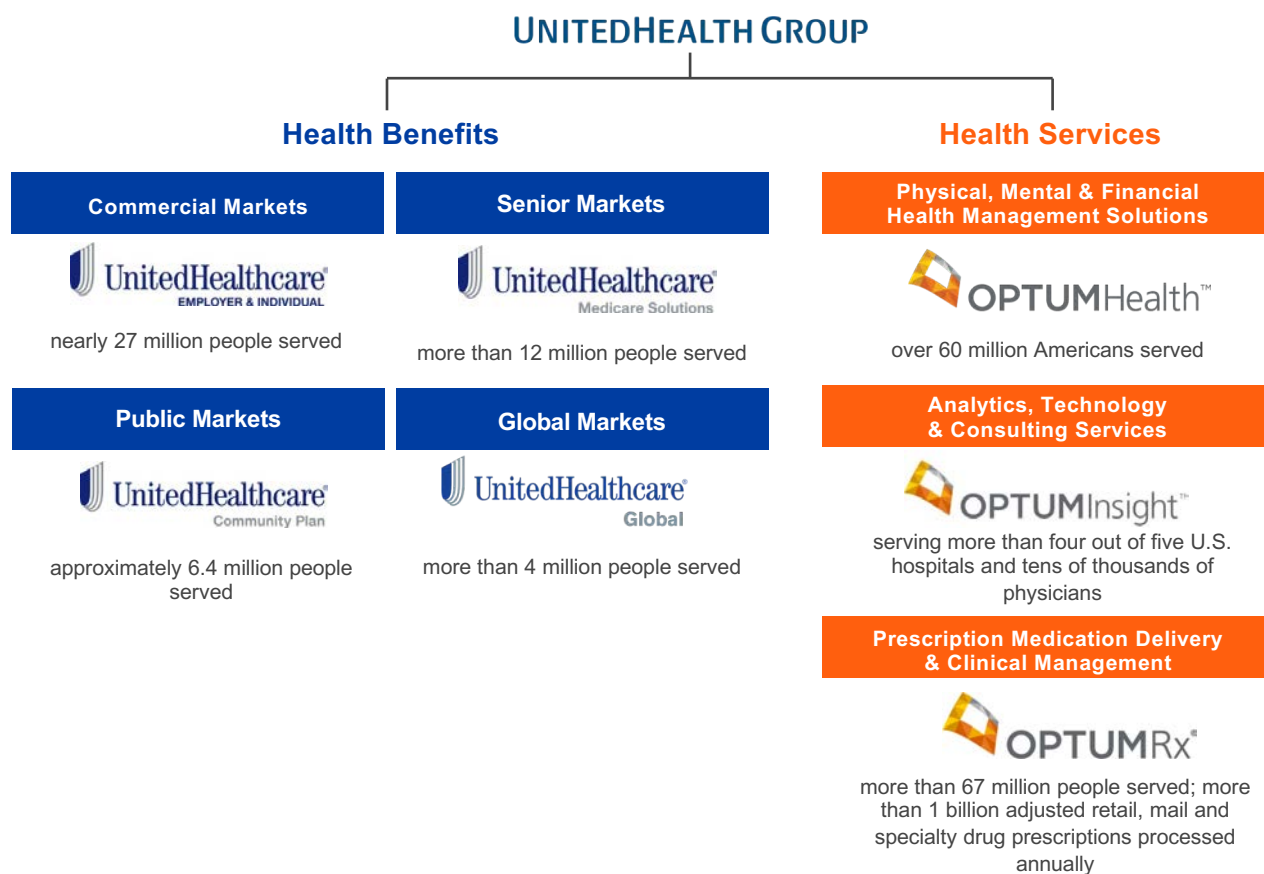 UNITEDHEALTH GROUP
Health Benefits
Health Services
Commercial Markets
UnitedHealthcare®
EMPLOYER & INDIVIDUAL
nearly 27 million people served
Senior Markets
UnitedHealthcare®
Medicare Solutions
more than 12 million people served
Public Markets
UnitedHealthcare®
Community Plan
approximately 6.4 million people
served
Global Markets
UnitedHealthcare®
Global
more than 4 million people served
Physical, Mental & Financial
Health Management Solutions
OPTUMHealth™
over 60 million Americans served
Analytics, Technology
& Consulting Services
OPTUMInsight™
serving more than four out of five U.S.
hospitals and tens of thousands of
physicians
Prescription Medication Delivery
& Clinical Management
OPTUMRx®
more than 67 million people served; more
than 1 billion adjusted retail, mail and
specialty drug prescriptions processed
annually